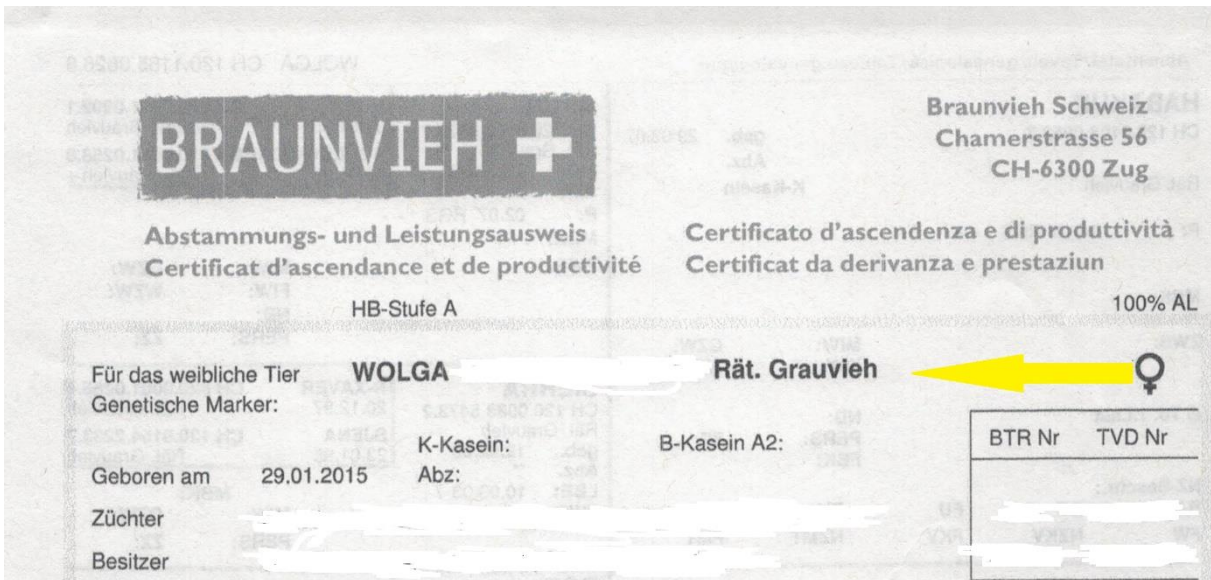 BRAUNVIEH
Braunvieh Schweiz
Chamerstrasse 56
CH-6300 Zug
Abstammungs- und Leistungsausweis
Certificat d'ascendance et de productivité
Certificato d'ascendenza e di produttività
Certificat da derivanza e prestaziun
HB-Stufe A
100% AL
Für das weibliche Tier WOLGA Rät. Grauvieh ♀
Genetische Marker:
K-Kasein: B-Kasein A2:
BTR Nr TVD Nr
Geboren am 29.01.2015 Abz:
Züchter
Besitzer